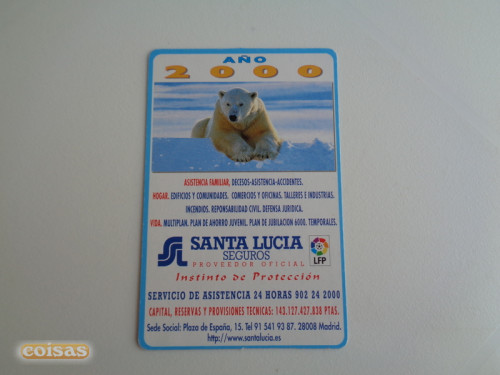 AÑO
2000
ASISTENCIA FAMILIAR, DECESOS-ASISTENCIA-ACCIDENTES.
HOGAR. EDIFICIOS Y COMUNIDADES. COMERCIOS Y OFICINAS. TALLERES E INDUSTRIAS.
INCENDIOS. REPONSABILIDAD CIVIL. DEFENSA JURIDICA.
VIDA, MULTIPLAN. PLAN DE AHORRO JUVENIL. PLAN DE JUBILACION 6000. TEMPORALES.
SL SANTA LUCIA
SEGUROS
PROVEEDOR OFICIAL
LFP
Instinto de Protección
SERVICIO DE ASISTENCIA 24 HORAS 902 24 2000
CAPITAL, RESERVAS Y PROVISIONES TECNICAS: 143.127.427.838 PTAS.
Sede Social: Plaza de España, 15. Tel 91 541 93 87. 28008 Madrid.
http://www.santalucia.es
coisas